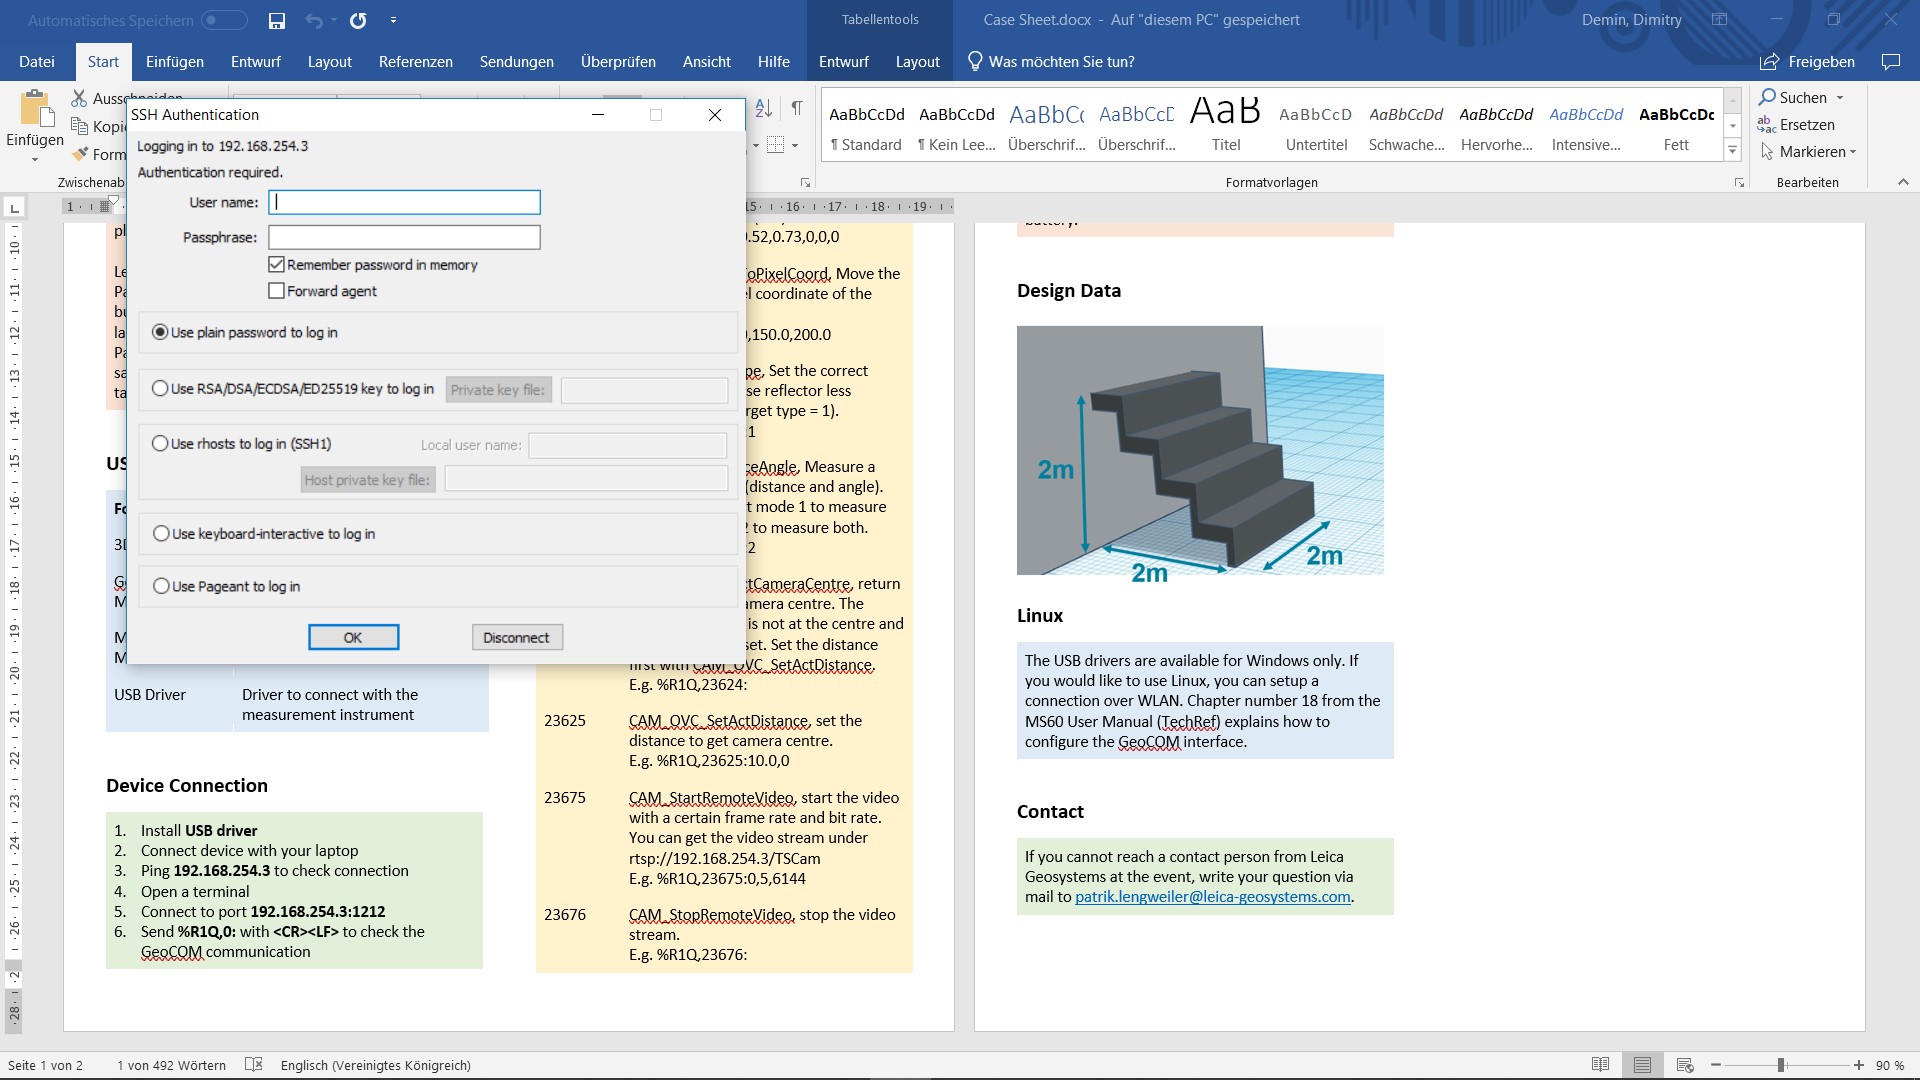 Automatisches Speichern
Tabellentools
Case Sheet.docx - Auf "diesem PC" gespeichert
Demin, Dimitry
Datei
Start
Einfügen
Entwurf
Layout
Referenzen
Sendungen
Überprüfen
Ansicht
Hilfe
Entwurf
Layout
Was möchten Sie tun?
Freigeben
Einfügen
Ausschneiden
Kopie
Form
Zwischenab
AaBbCcDd
AaBbCcDd
AaBbCc
AaBbCcD
AaB
AaBbCcD
AaBbCcDd
AaBbCcDd
AaBbCcDd
AaBbCcDc
¶ Standard
¶ Kein Lee...
Überschrif...
Überschrif...
Titel
Untertitel
Schwache...
Hervorhe...
Intensive...
Fett
Formatvorlagen
Suchen
Ersetzen
Markieren
Bearbeiten
SSH Authentication
Logging in to 192.168.254.3
Authentication required.
User name:
Passphrase:
Remember password in memory
Forward agent
Use plain password to log in
Use RSA/DSA/ECDSA/ED25519 key to log in
Private key file:
Use rhosts to log in (SSH1)
Local user name:
Host private key file:
Use keyboard-interactive to log in
Use Pageant to log in
OK
Disconnect
USB Driver
Driver to connect with the
measurement instrument
Device Connection
1. Install USB driver
2. Connect device with your laptop
3. Ping 192.168.254.3 to check connection
4. Open a terminal
5. Connect to port 192.168.254.3:1212
6. Send %R1Q,0: with <CR><LF> to check the
GeoCOM communication
.52,0.73,0,0,0
oPixelCoord, Move the
l coordinate of the
,150.0,200.0
pe, Set the correct
se reflector less
rget type = 1).
:1
ceAngle, Measure a
(distance and angle).
t mode 1 to measure
2 to measure both.
:2
tCameraCentre, return
amera centre. The
is not at the centre and
set. Set the distance
first with CAM_OVC_SetActDistance.
E.g. %R1Q,23624:
23625
CAM_OVC_SetActDistance, set the
distance to get camera centre.
E.g. %R1Q,23625:10.0,0
23675
CAM_StartRemoteVideo, start the video
with a certain frame rate and bit rate.
You can get the video stream under
rtsp://192.168.254.3/TSCam
E.g. %R1Q,23675:0,5,6144
23676
CAM_StopRemoteVideo, stop the video
stream.
E.g. %R1Q,23676:
Design Data
2m
2m
2m
Linux
The USB drivers are available for Windows only. If
you would like to use Linux, you can setup a
connection over WLAN. Chapter number 18 from the
MS60 User Manual (TechRef) explains how to
configure the GeoCOM interface.
Contact
If you cannot reach a contact person from Leica
Geosystems at the event, write your question via
mail to patrik.lengweiler@leica-geosystems.com.
Seite 1 von 2
1 von 492 Wörtern
Englisch (Vereinigtes Königreich)
90 %